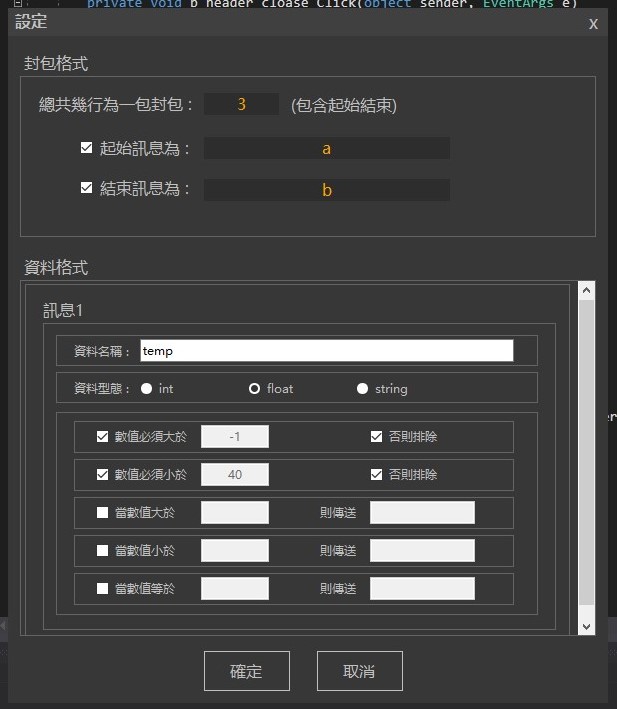 private void b_header_cloase_Click(object sender, EventArgs e)
設定 x
封包格式
總共幾行為一包封包： 3 (包含起始結束)
起始訊息為： a
結束訊息為： b
資料格式
訊息1
資料名稱： temp
資料型態： int float string
數值必須大於 -1 否則排除
數值必須小於 40 否則排除
當數值大於 則傳送
當數值小於 則傳送
當數值等於 則傳送
er
確定 取消